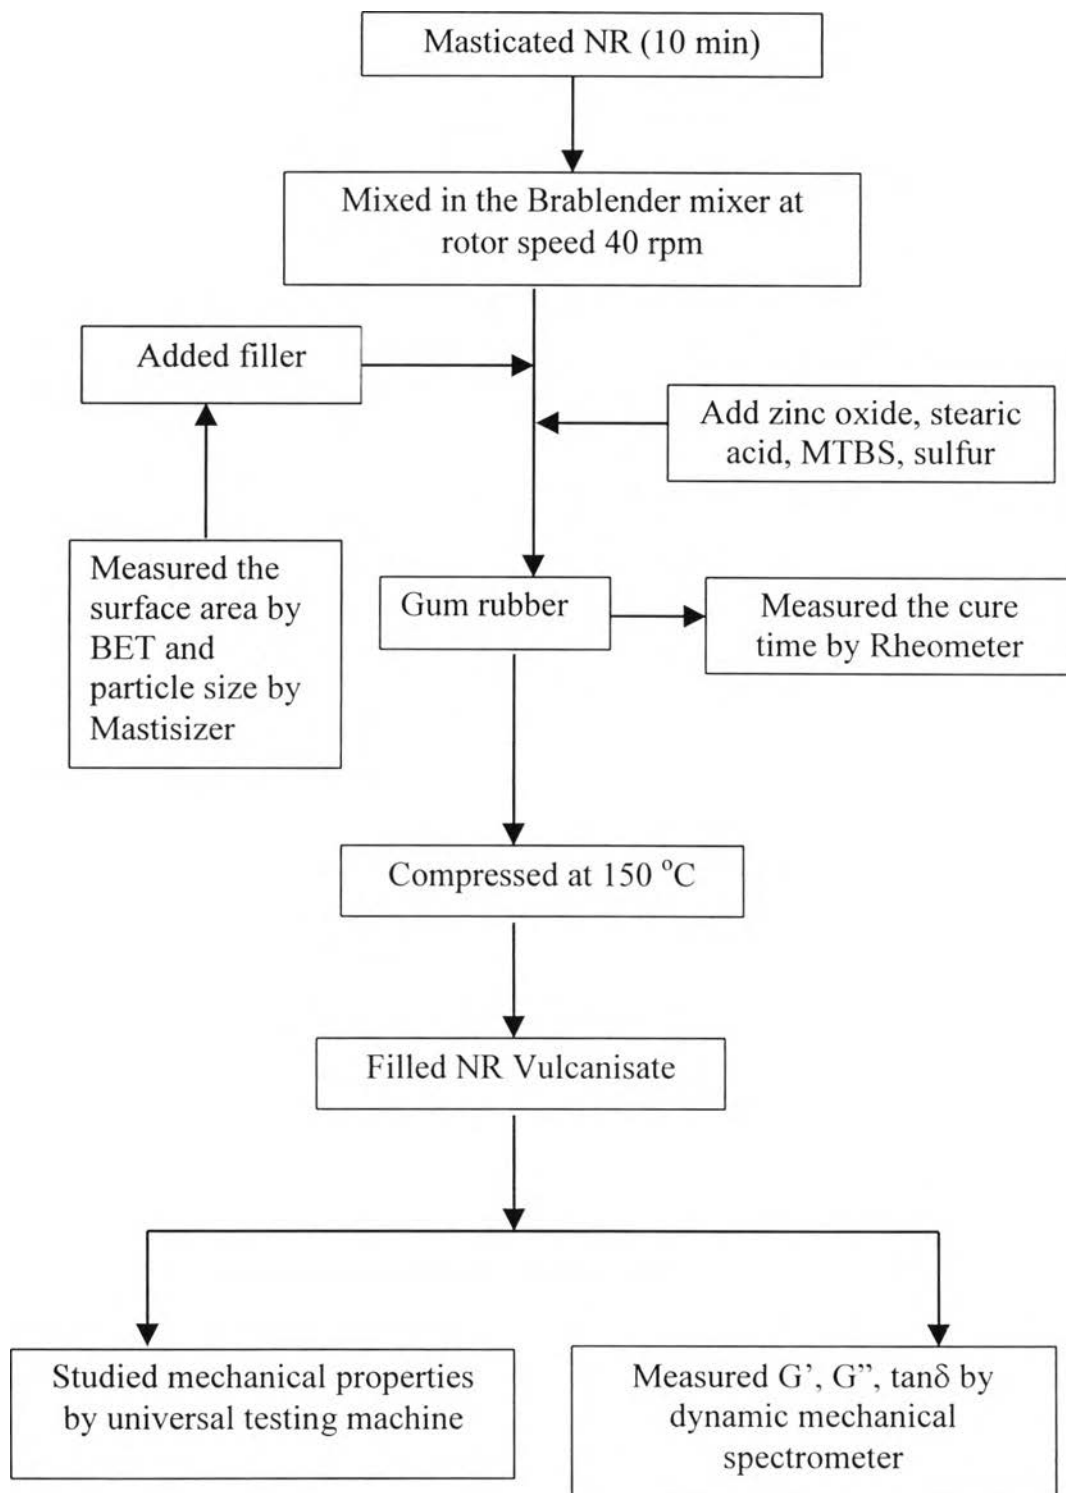 Masticated NR (10 min)
Mixed in the Brablender mixer at
rotor speed 40 rpm
Added filler
Add zinc oxide, stearic
acid, MTBS, sulfur
Measured the
surface area by
BET and
particle size by
Mastisizer
Gum rubber
Measured the cure
time by Rheometer
Compressed at 150 °C
Filled NR Vulcanisate
Studied mechanical properties
by universal testing machine
Measured G’, G”, tanδ by
dynamic mechanical
spectrometer